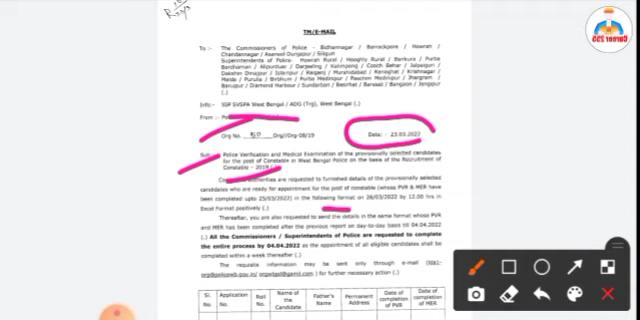 TM/E-MAIL
To :- The Commissioners of Police - Bidhannagar / Barrackpore / Howrah /
Chandannagar / Asansol Durgapur / Siliguri
Superintendents of Police- Howrah Rural / Hooghly Rural / Bankura / Purba
Bardhaman / Alipurduar / Darjeeling / Kalimpong / Cooch Behar / Jalpaiguri /
Dakshin Dinajpur / Islampur / Raiganj / Murshidabad / Ranaghat / Krishnagar /
Malda / Purulia / Birbhum / Purba Medinipur / Paschim Medinipur / Jhargram /
Baruipur / Diamond Harbour / Sundarban / Basirhat / Barasat / Bangaon / Jangipur
(.)
Info:- IGP SVSPA West Bengal / ADG (Trg), West Bengal (.)
From :-
Org No. Org//Org-08/19
Date: - 23.03.2022
Sub :- Police Verification and Medical Examination of the provisionally selected candidates
for the post of Constable in West Bengal Police on the basis of the Recruitment of
Constable – 2019 (.)
authorities are requested to furnished details of the provisionally selected
candidates who are ready for appointment for the post of constable (whose PVR & MER have
been completed upto 25/03/2022) in the following format on 26/03/2022 by 12.00 hrs in
Excel Format positively (.)
Thereafter, you are also requested to send the details in the same format whose PVR
and MER has been completed after the previous report on day-to-day basis till 04.04.2022
(.) All the Commissioners / Superintendents of Police are requested to complete
the entire process by 04.04.2022 as the appointment of all eligible candidates shall be
completed within a week thereafter (.)
The requisite information may be sent only through e-mail
for further necessary action (.)
Sl. No.
Application No.
Roll No.
Name of the Candidate
Father's Name
Permanent Address
Date of completion of PVR
Date of completion of MER